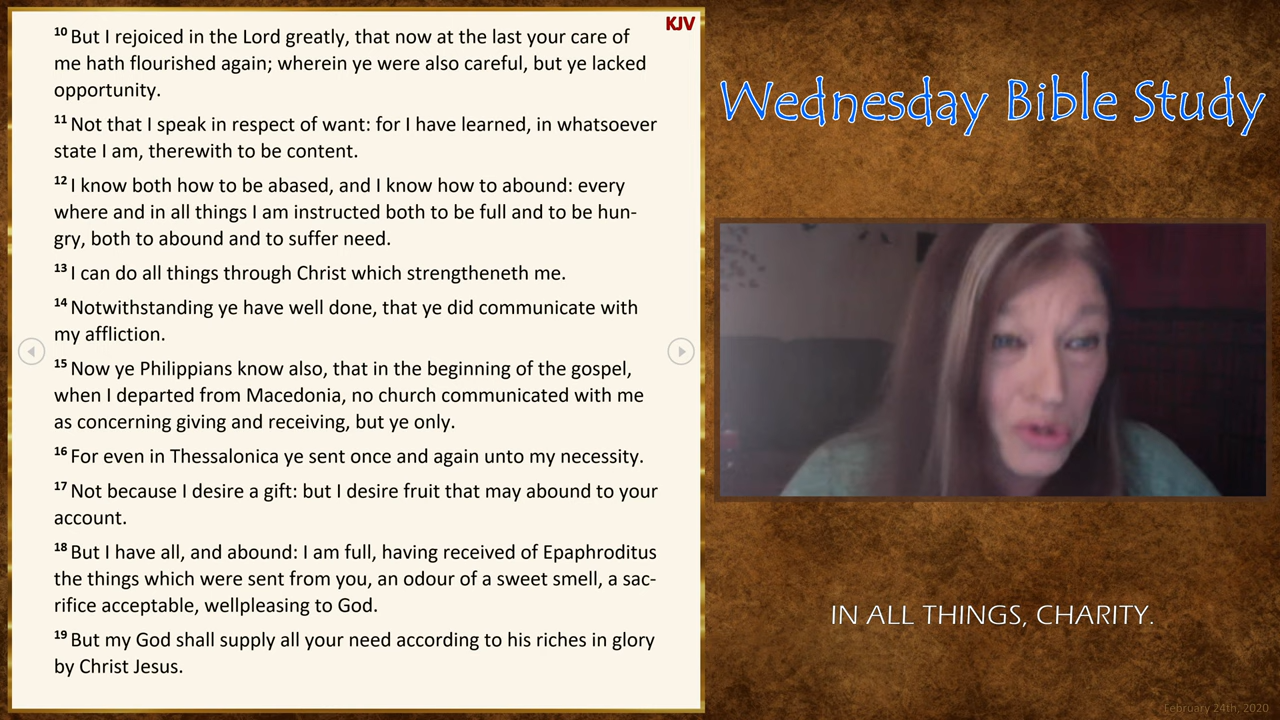 KJV
10 But I rejoiced in the Lord greatly, that now at the last your care of
me hath flourished again; wherein ye were also careful, but ye lacked
opportunity.
11 Not that I speak in respect of want: for I have learned, in whatsoever
state I am, therewith to be content.
12 I know both how to be abased, and I know how to abound: every
where and in all things I am instructed both to be full and to be hun-
gry, both to abound and to suffer need.
13 I can do all things through Christ which strengtheneth me.
14 Notwithstanding ye have well done, that ye did communicate with
my affliction.
15 Now ye Philippians know also, that in the beginning of the gospel,
when I departed from Macedonia, no church communicated with me
as concerning giving and receiving, but ye only.
16 For even in Thessalonica ye sent once and again unto my necessity.
17 Not because I desire a gift: but I desire fruit that may abound to your
account.
18 But I have all, and abound: I am full, having received of Epaphroditus
the things which were sent from you, an odour of a sweet smell, a sac-
rifice acceptable, wellpleasing to God.
19 But my God shall supply all your need according to his riches in glory
by Christ Jesus.
Wednesday Bible Study
IN ALL THINGS, CHARITY.
February 24th, 2020